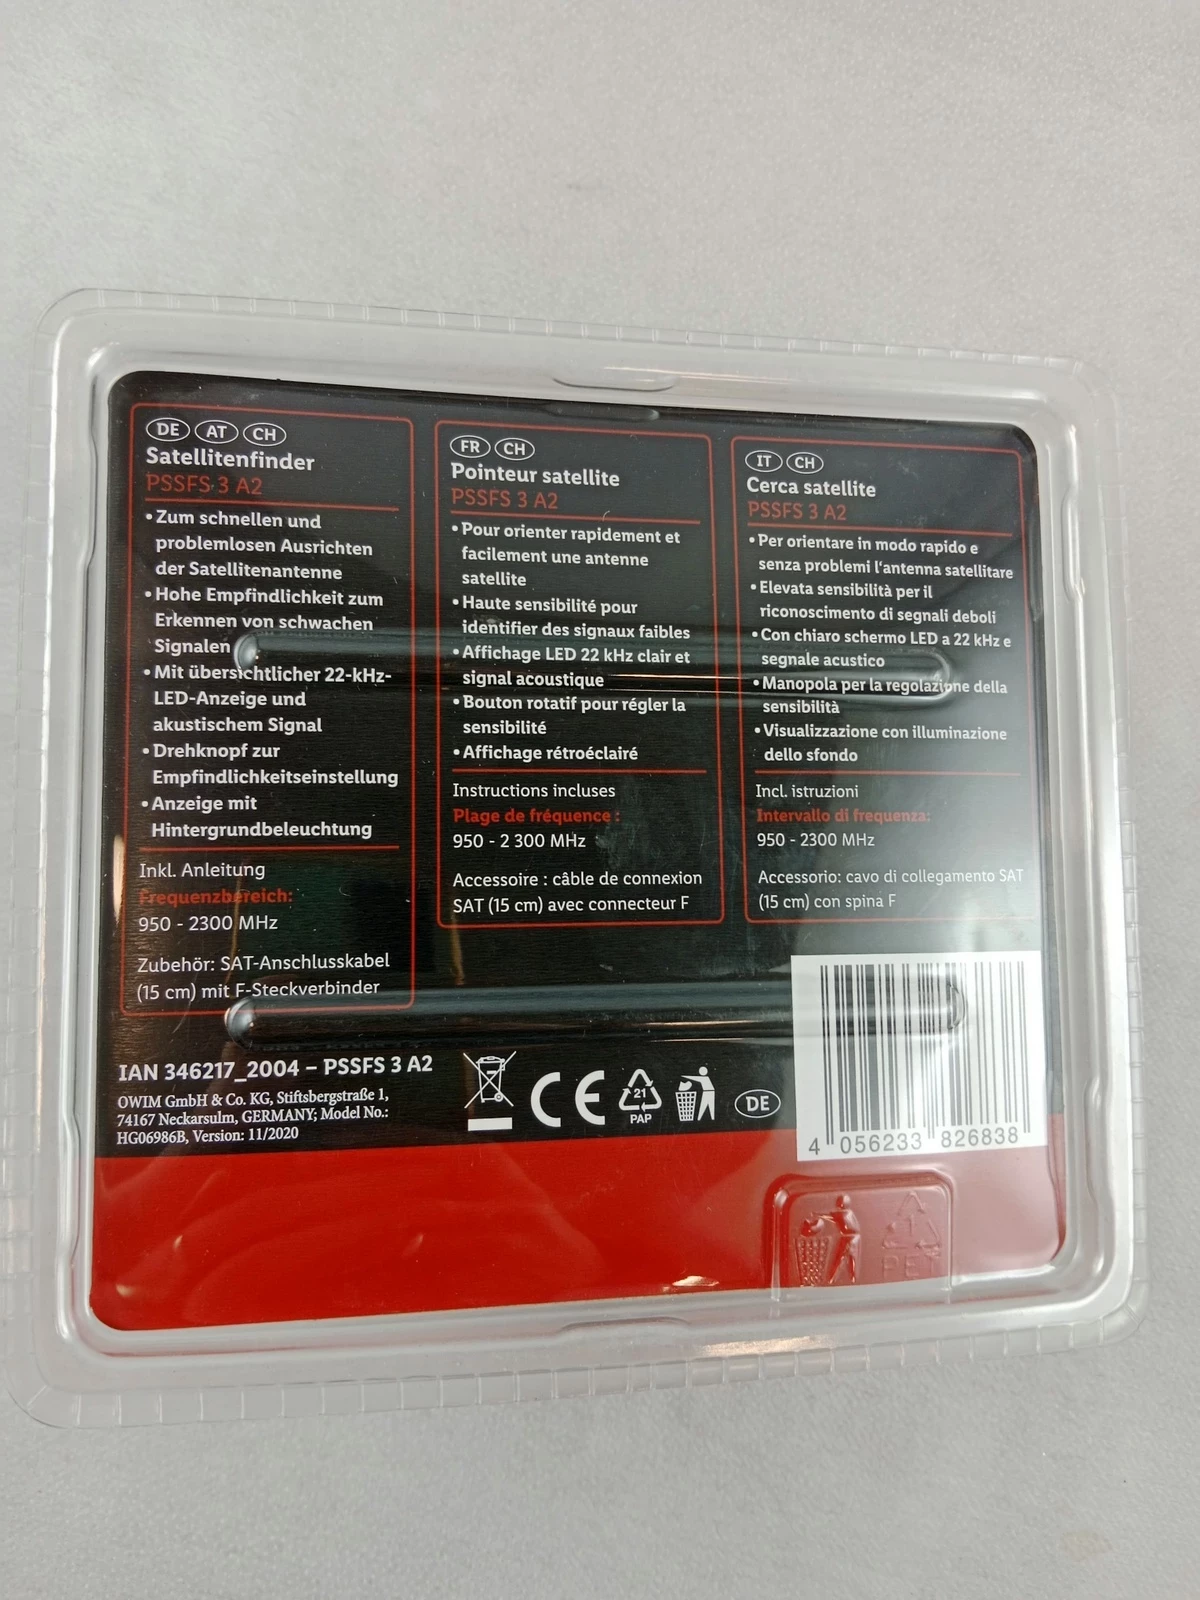 DE AT CH
Satellitenfinder
PSSFS 3 A2
• Zum schnellen und
problemlosen Ausrichten
der Satellitenantenne
• Hohe Empfindlichkeit zum
Erkennen von schwachen
Signalen
• Mit übersichtlicher 22-kHz-
LED-Anzeige und
akustischem Signal
• Drehknopf zur
Empfindlichkeitseinstellung
• Anzeige mit
Hintergrundbeleuchtung
Inkl. Anleitung
Frequenzbereich:
950 - 2300 MHz
Zubehör: SAT-Anschlusskabel
(15 cm) mit F-Steckverbinder
FR CH
Pointeur satellite
PSSFS 3 A2
• Pour orienter rapidement et
facilement une antenne
satellite
• Haute sensibilité pour
identifier des signaux faibles
• Affichage LED 22 kHz clair et
signal acoustique
• Bouton rotatif pour régler la
sensibilité
• Affichage rétroéclairé
Instructions incluses
Plage de fréquence :
950 - 2 300 MHz
Accessoire : câble de connexion
SAT (15 cm) avec connecteur F
IT CH
Cerca satellite
PSSFS 3 A2
• Per orientare in modo rapido e
senza problemi l'antenna satellitare
• Elevata sensibilità per il
riconoscimento di segnali deboli
• Con chiaro schermo LED a 22 kHz e
segnale acustico
• Manopola per la regolazione della
sensibilità
• Visualizzazione con illuminazione
dello sfondo
Incl. istruzioni
Intervallo di frequenza:
950 - 2300 MHz
Accessorio: cavo di collegamento SAT
(15 cm) con spina F
IAN 346217_2004 – PSSFS 3 A2
OWIM GmbH & Co. KG, Stiftsbergstraße 1,
74167 Neckarsulm, GERMANY; Model No.:
HG06986B, Version: 11/2020
CE
21
PAP
DE
4 056233 826838
1
PET